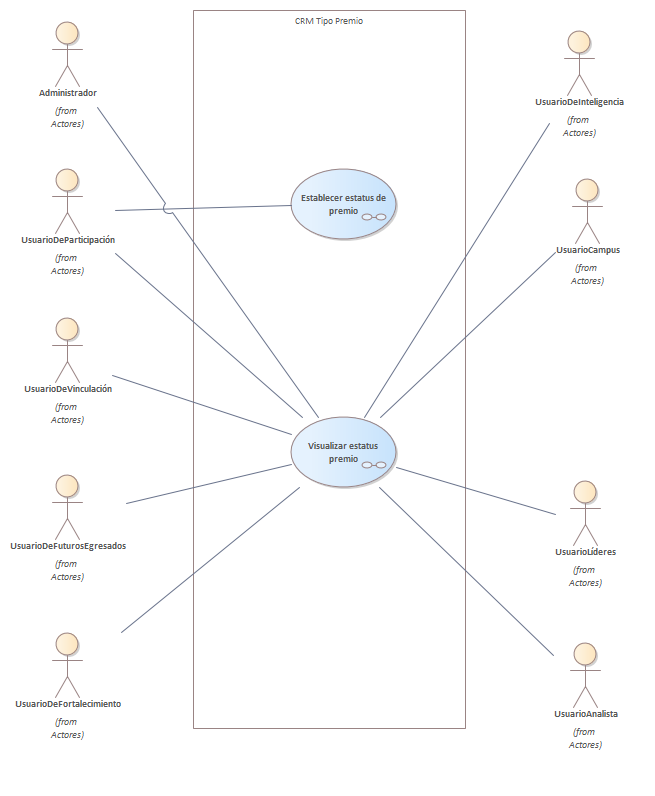 CRM Tipo Premio
Administrador
(from
Actores)
UsuarioDeParticipación
(from
Actores)
UsuarioDeVinculación
(from
Actores)
UsuarioDeFuturosEgresados
(from
Actores)
UsuarioDeFortalecimiento
(from
Actores)
Establecer estatus de
premio
Visualizar estatus
premio
UsuarioDeInteligencia
(from
Actores)
UsuarioCampus
(from
Actores)
UsuarioLíderes
(from
Actores)
UsuarioAnalista
(from
Actores)